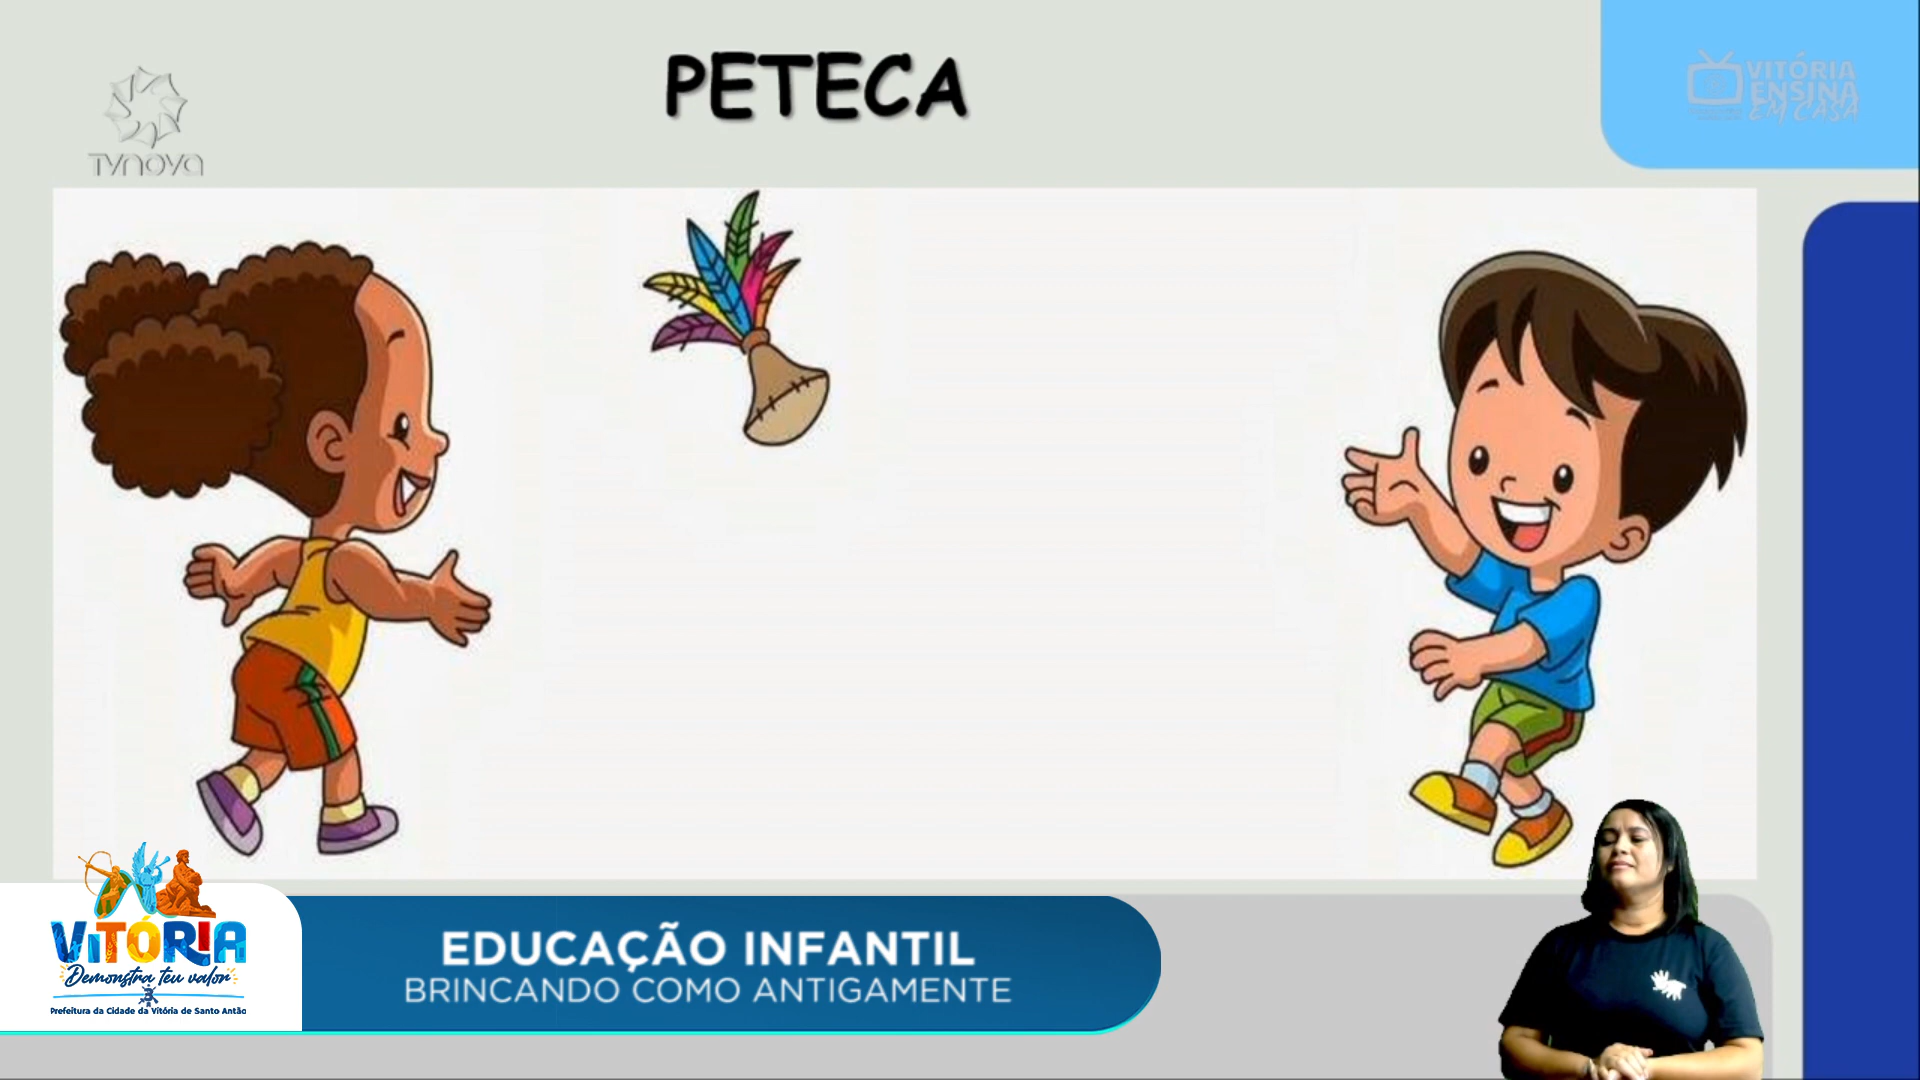 PETECA
TVNOVA
VITÓRIA
ENSINA
EM CASA
VITÓRIA
Demonstra teu valor
Prefeitura da Cidade da Vitória de Santo Antão
EDUCAÇÃO INFANTIL
BRINCANDO COMO ANTIGAMENTE